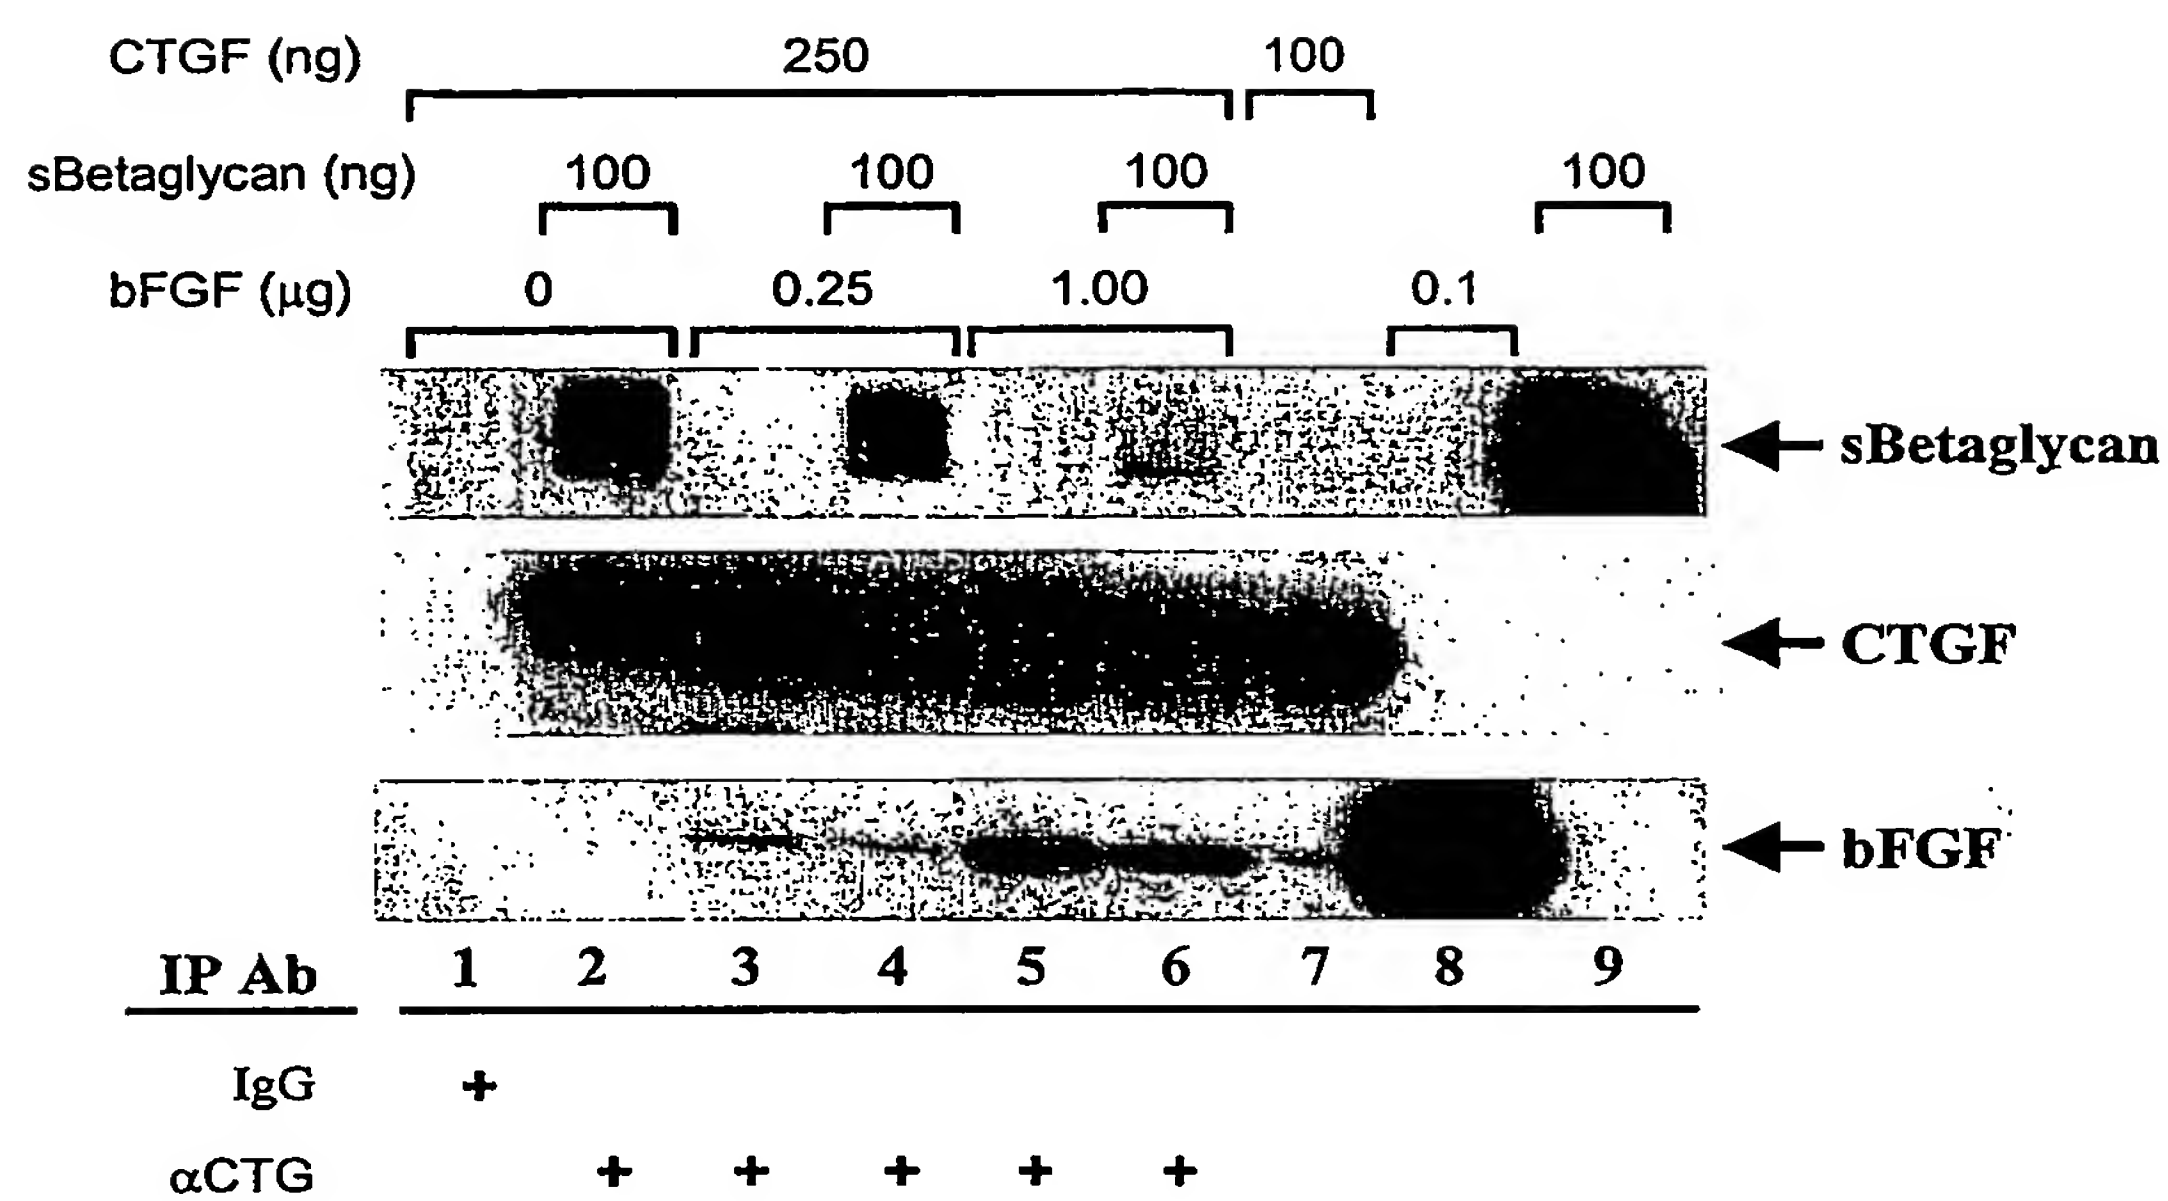 CTGF (ng) 250 100
sBetaglycan (ng) 100 100 100 100
bFGF (μg) 0 0.25 1.00 0.1
sBetaglycan
CTGF
bFGF
IP Ab 1 2 3 4 5 6 7 8 9
IgG +
αCTG + + + + +